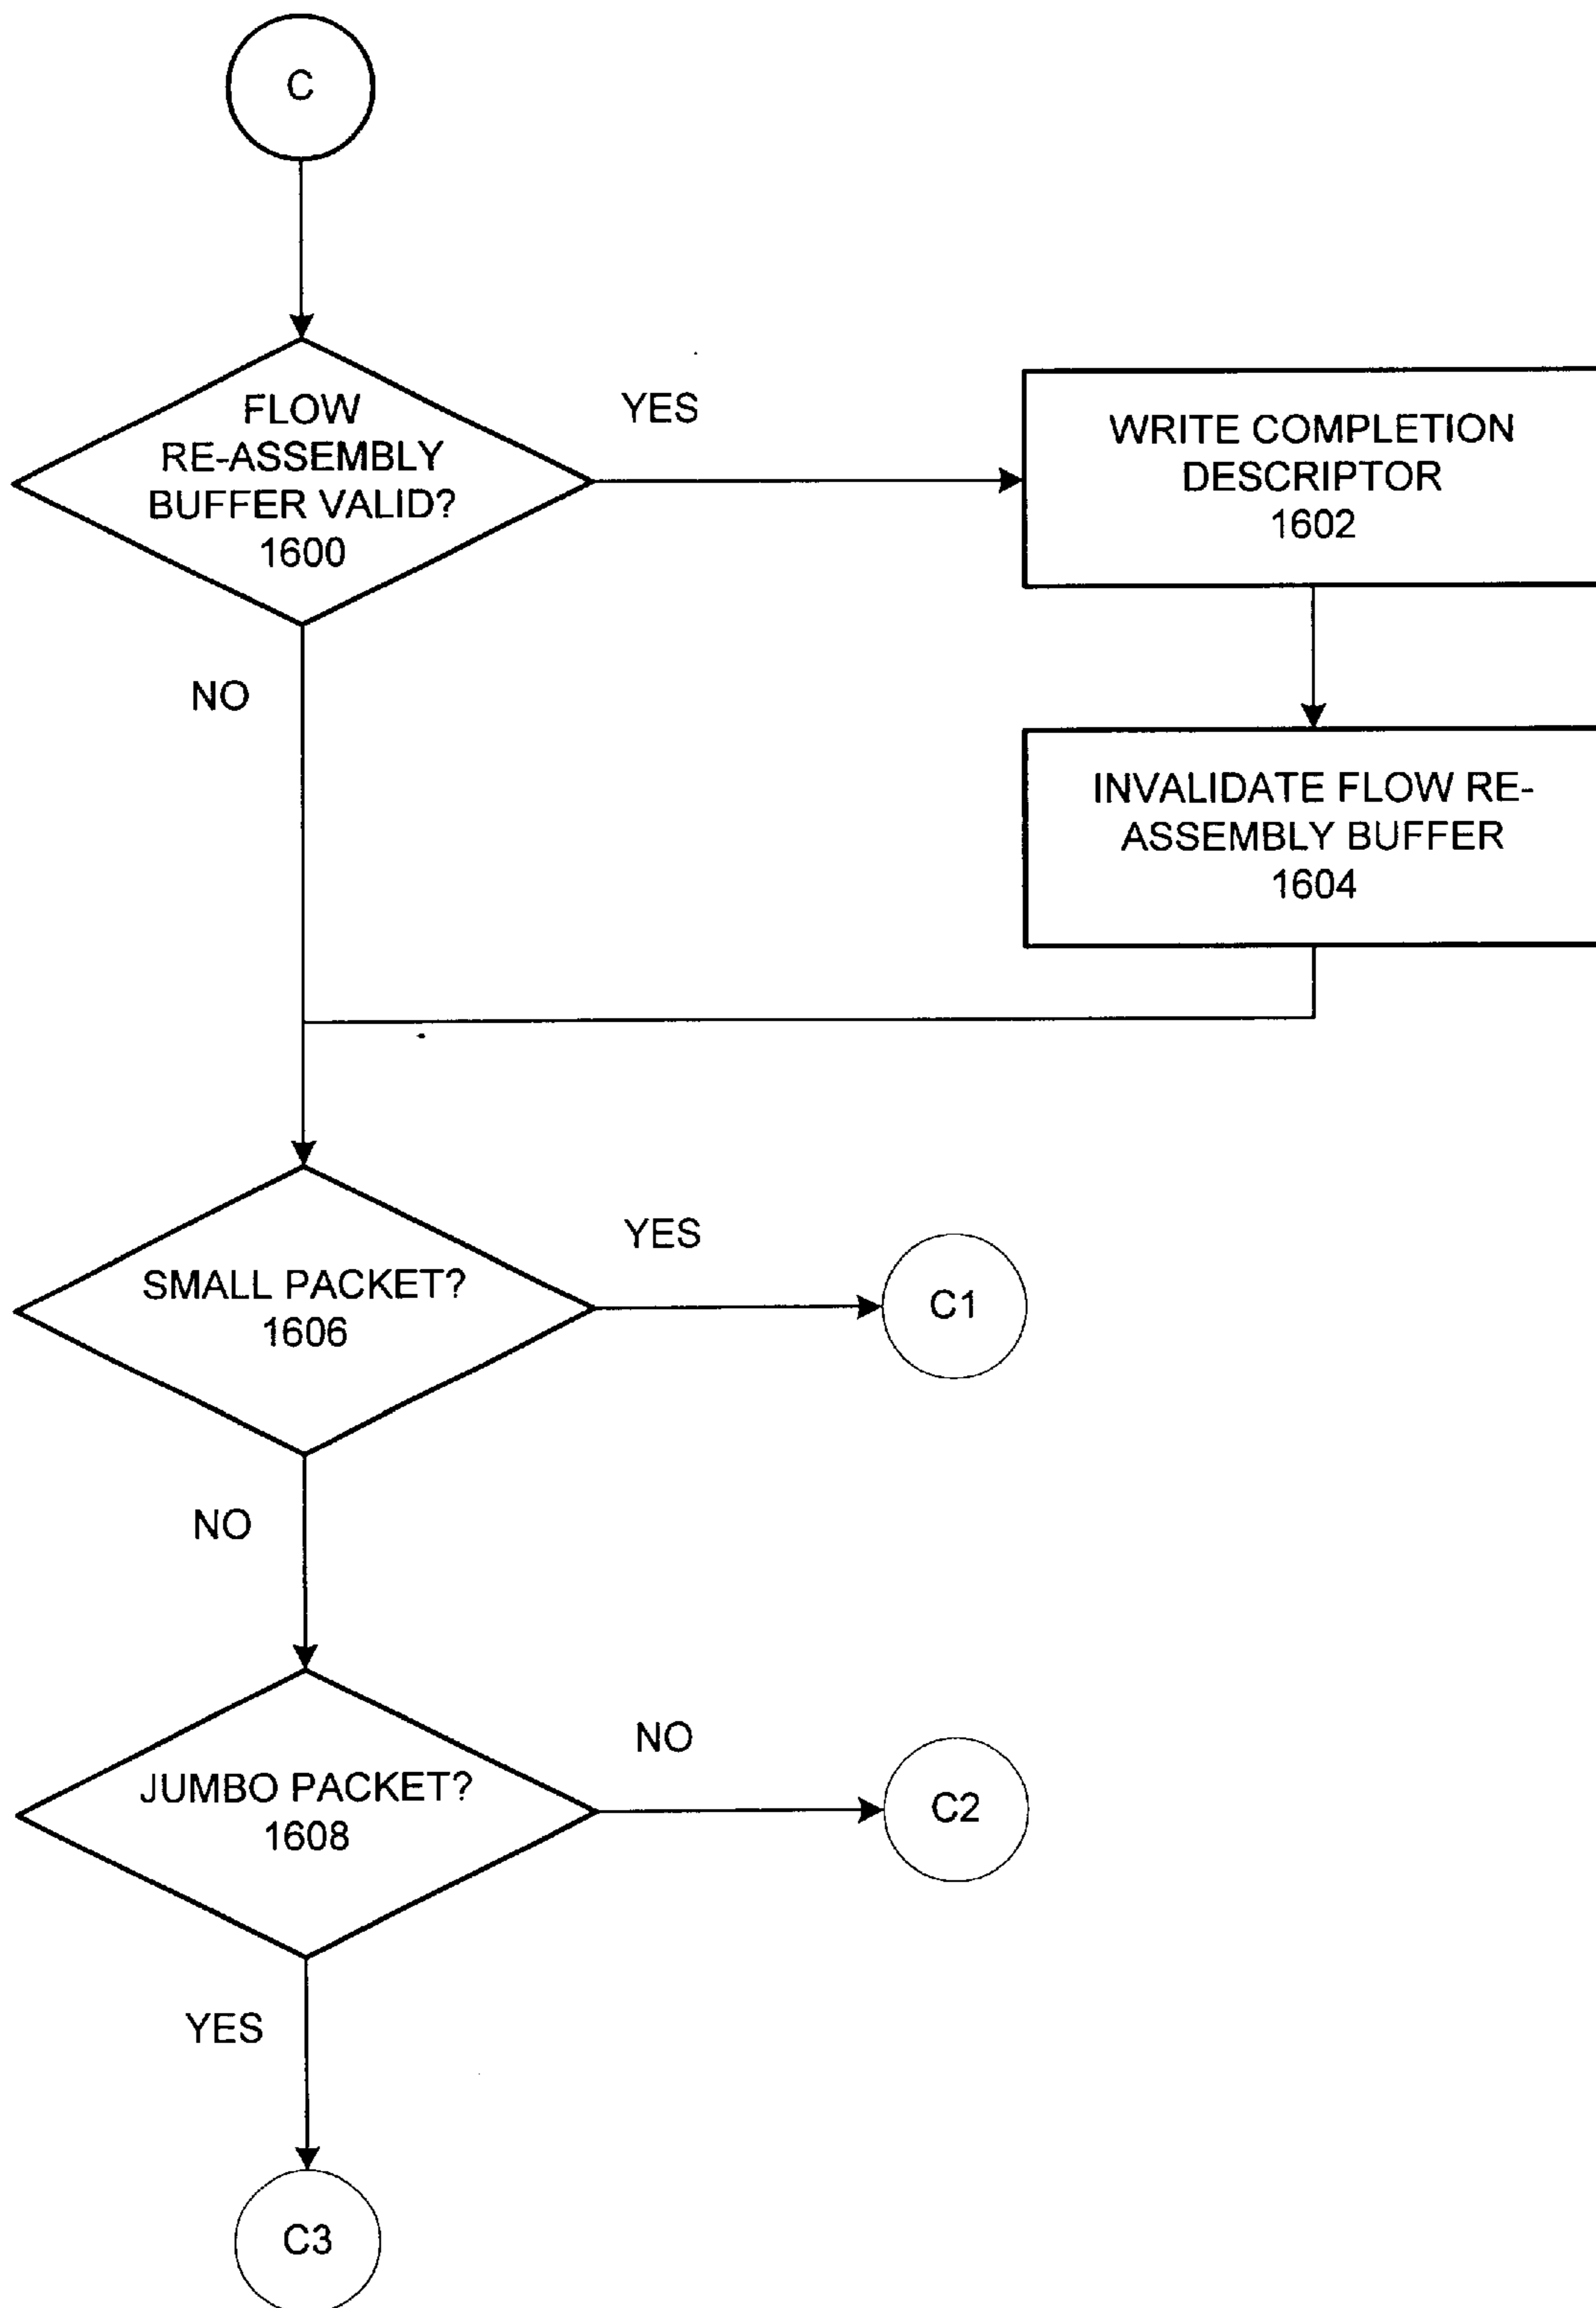 C
FLOW
RE-ASSEMBLY
BUFFER VALID?
1600
YES
WRITE COMPLETION
DESCRIPTOR
1602
NO
INVALIDATE FLOW RE-
ASSEMBLY BUFFER
1604
SMALL PACKET?
1606
YES
C1
NO
JUMBO PACKET?
1608
NO
C2
YES
C3